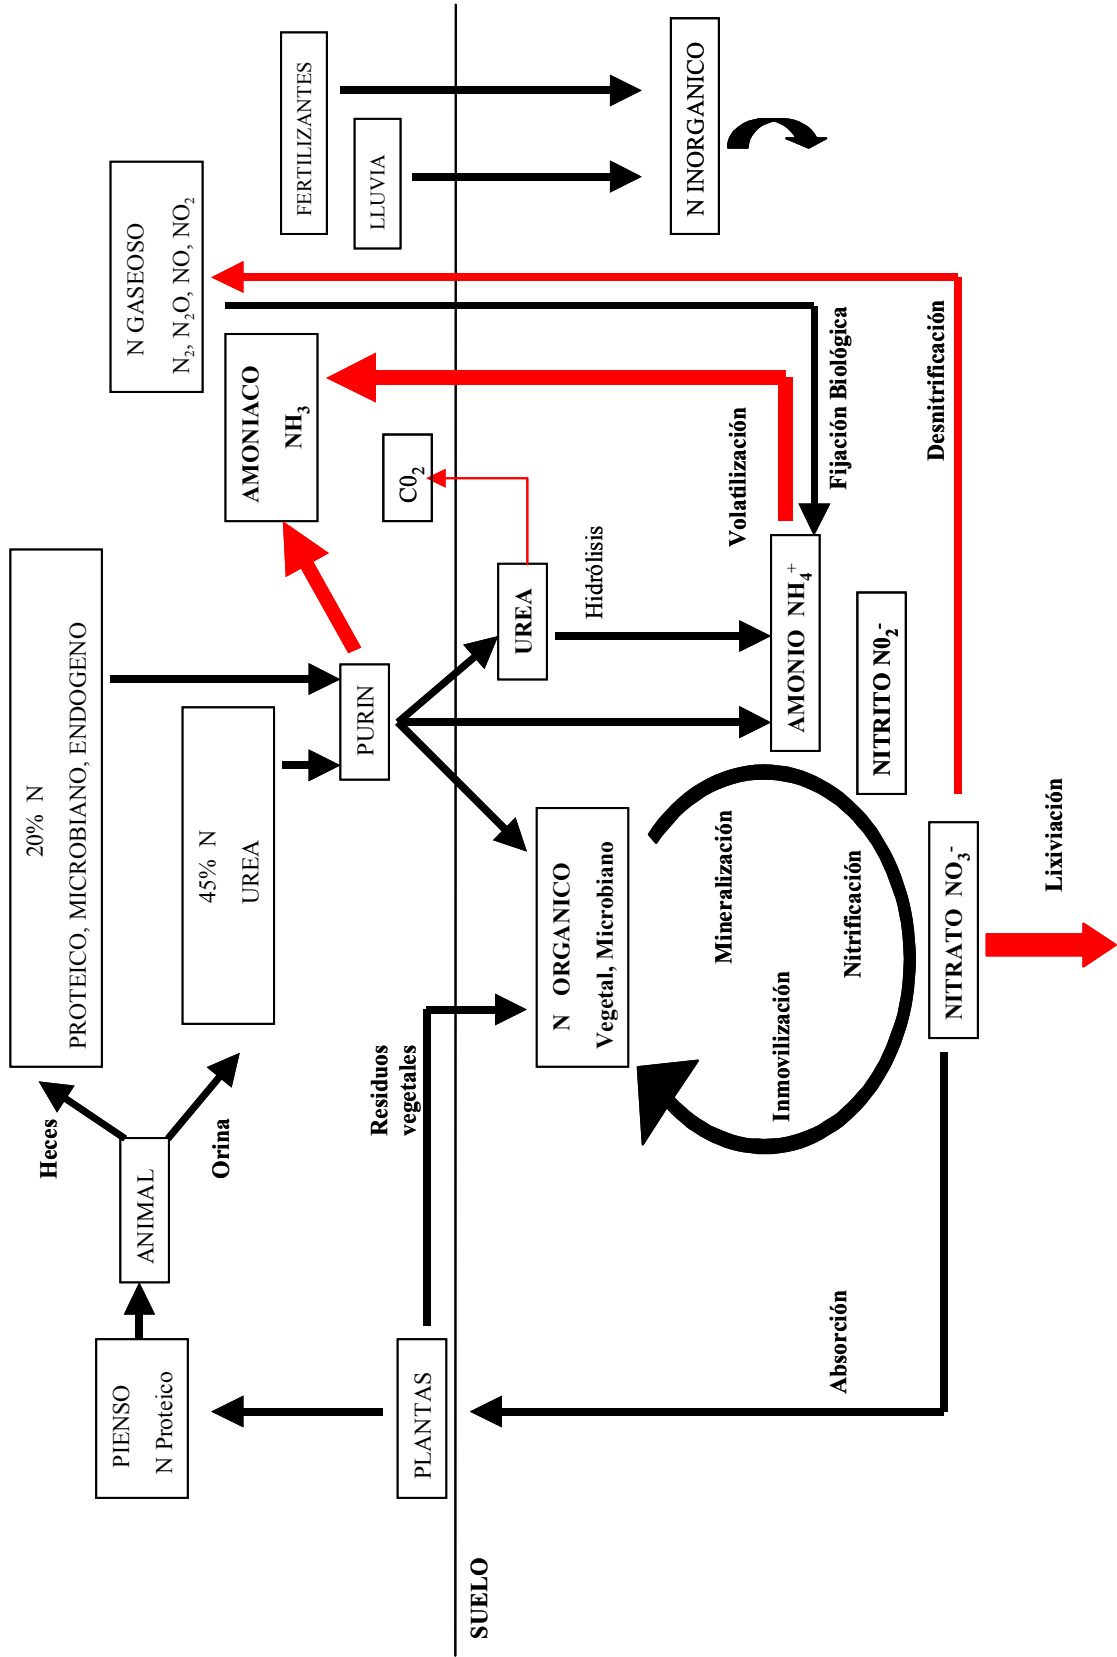 Heces
20% N
PROTEICO, MICROBIANO, ENDOGENO
PIENSO
N Proteico
ANIMAL
N GASEOSO
N₂, N₂O, NO, NO₂
Orina
45% N
UREA
AMONIACO
NH₃
FERTILIZANTES
PLANTAS
PURIN
C0₂
LLUVIA
SUELO
Residuos
vegetales
N ORGANICO
Vegetal, Microbiano
UREA
Hidrólisis
N INORGANICO
Mineralización
Volatilización
Inmovilización
AMONIO NH₄⁺
Fijación Biológica
Absorción
Nitrificación
NITRITO N0₂-
Desnitrificación
NITRATO NO₃-
Lixiviación